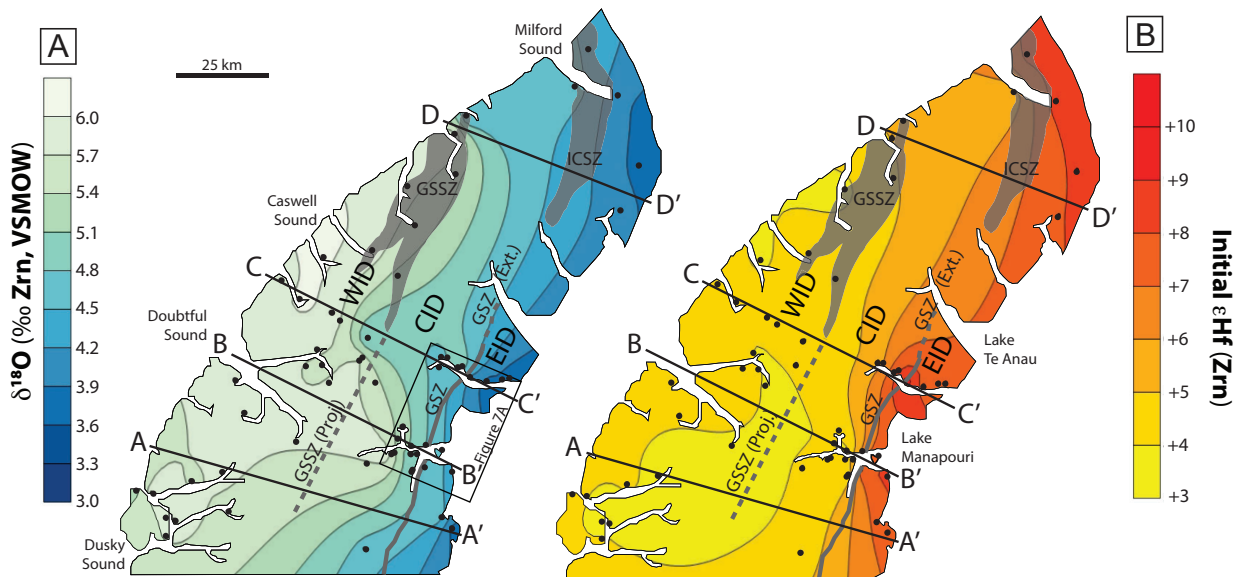 A
25 km
δ¹⁸O (‰ Zrn, VSMOW)
6.0
5.7
5.4
5.1
4.8
4.5
4.2
3.9
3.6
3.3
3.0
Milford
Sound
Caswell
Sound
Doubtful
Sound
Dusky
Sound
D
D'
C
C'
B
B'
A
A'
GSSZ
ICSZ
WID
CID
EID
GSZ (Ext.)
GSZ
GSSZ (Proj.)
Figure 7A
B
Initial εHf (Zrn)
+10
+9
+8
+7
+6
+5
+4
+3
D
D'
C
C'
B
B'
A
A'
GSSZ
ICSZ
WID
CID
EID
GSZ (Ext.)
GSZ
GSSZ (Proj.)
Lake
Te Anau
Lake
Manapouri